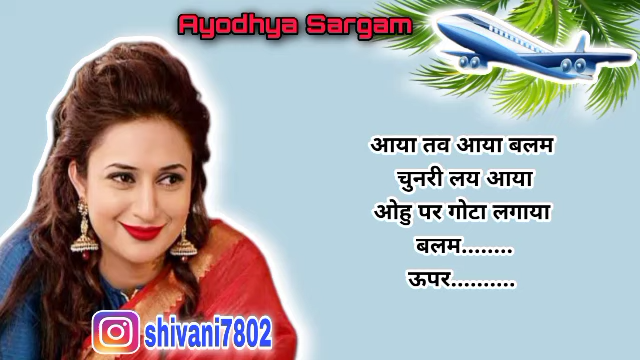 Ayodhya Sargam
आया तव आया बलम
चुनरी लय आया
ओहु पर गोटा लगाया
बलम........
ऊपर..........
shivani7802